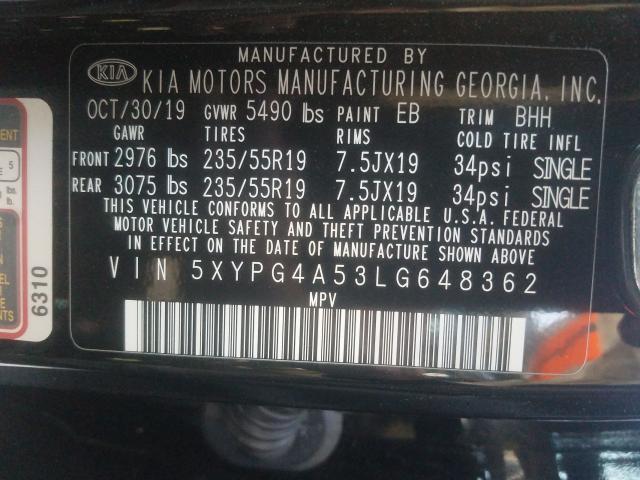 MANUFACTURED BY
KIA KIA MOTORS MANUFACTURING GEORGIA, INC.
OCT/30/19 GVWR 5490 lbs PAINT EB TRIM BHH
GAWR TIRES RIMS COLD TIRE INFL
FRONT 2976 lbs 235/55R19 7.5JX19 34psi SINGLE
REAR 3075 lbs 235/55R19 7.5JX19 34psi SINGLE
THIS VEHICLE CONFORMS TO ALL APPLICABLE U.S.A. FEDERAL
MOTOR VEHICLE SAFETY AND THEFT PREVENTION STANDARDS
IN EFFECT ON THE DATE OF MANUFACTURE SHOWN ABOVE.
VIN 5XYPG4A53LG648362
MPV
6310